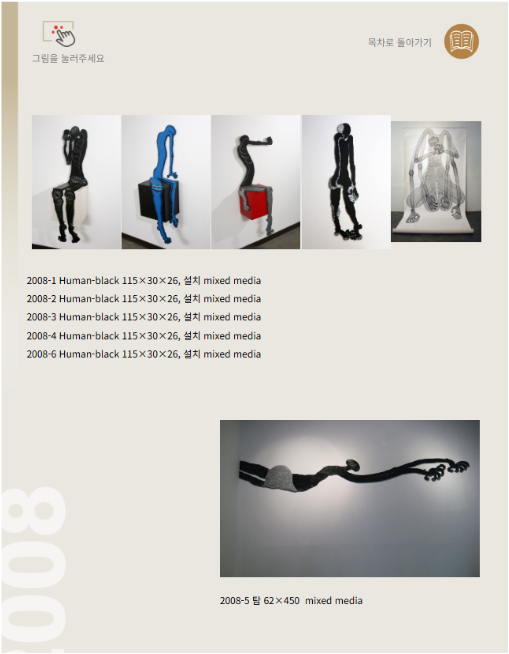 그림을 눌러주세요
목차로 돌아가기
2008-1 Human-black 115×30×26, 설치 mixed media
2008-2 Human-black 115×30×26, 설치 mixed media
2008-3 Human-black 115×30×26, 설치 mixed media
2008-4 Human-black 115×30×26, 설치 mixed media
2008-6 Human-black 115×30×26, 설치 mixed media
2008
2008-5 탐 62×450 mixed media